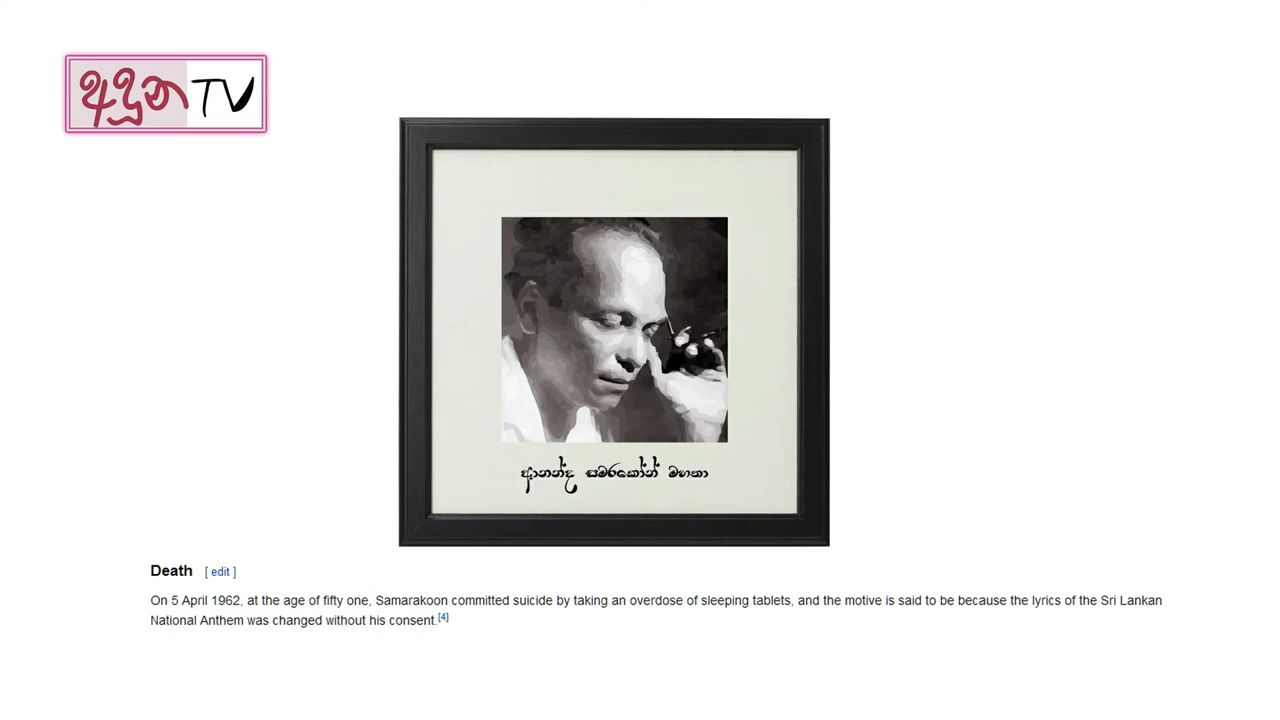 අදුන TV
ආනන්ද සමරකෝන් මහතා
Death [ edit ]
On 5 April 1962, at the age of fifty one, Samarakoon committed suicide by taking an overdose of sleeping tablets, and the motive is said to be because the lyrics of the Sri Lankan
National Anthem was changed without his consent.[4]